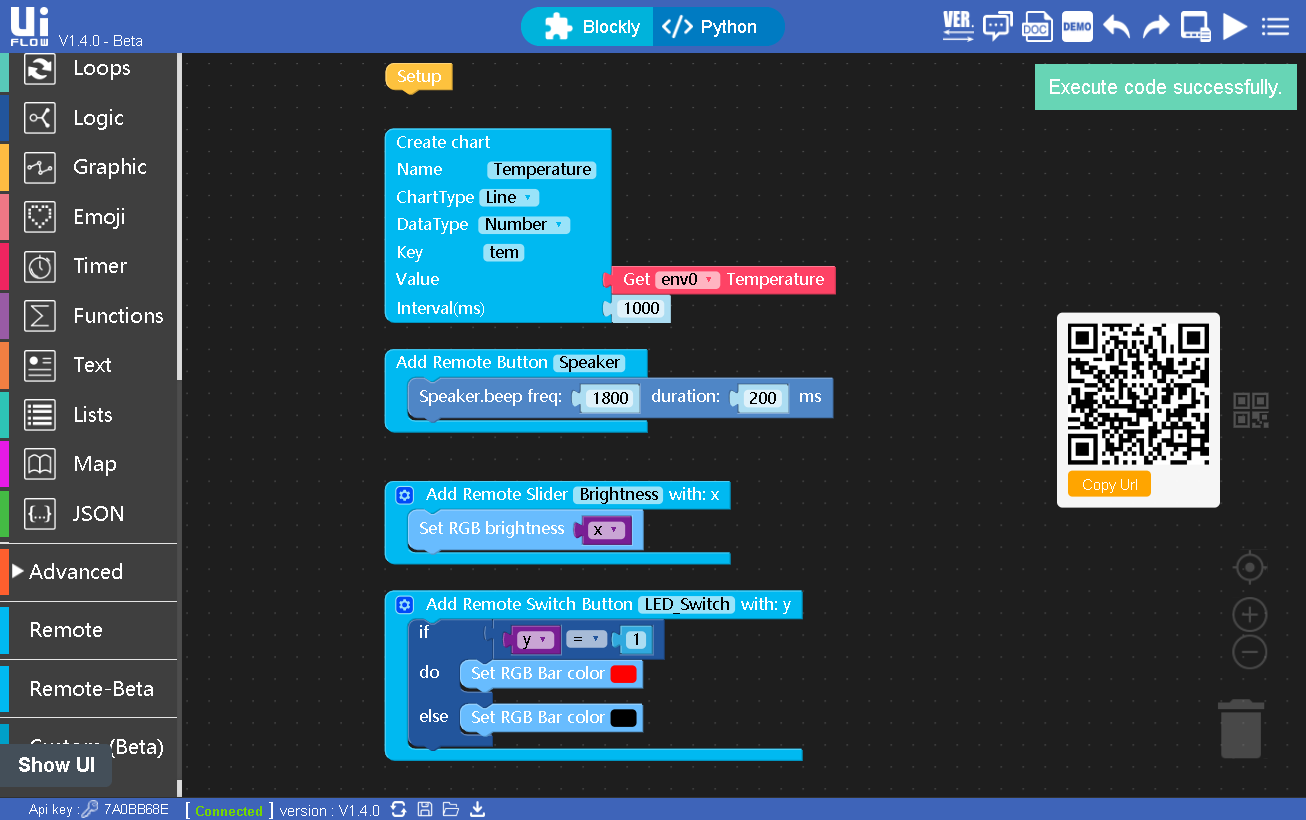 Ui
FLOW V1.4.0 - Beta
Blockly
</> Python
VER.
DOC
DEMO
Loops
Logic
Graphic
Emoji
Timer
Functions
Text
Lists
Map
JSON
Advanced
Remote
Remote-Beta
Custom (Beta)
Show UI
Setup
Create chart
Name Temperature
ChartType Line
DataType Number
Key tem
Value Get env0 Temperature
Interval(ms) 1000
Add Remote Button Speaker
Speaker.beep freq: 1800 duration: 200 ms
Add Remote Slider Brightness with: x
Set RGB brightness x
Add Remote Switch Button LED_Switch with: y
if y = 1
do Set RGB Bar color
else Set RGB Bar color
Execute code successfully.
Copy Url
Api key : 7A0BB68E [ Connected ] version : V1.4.0